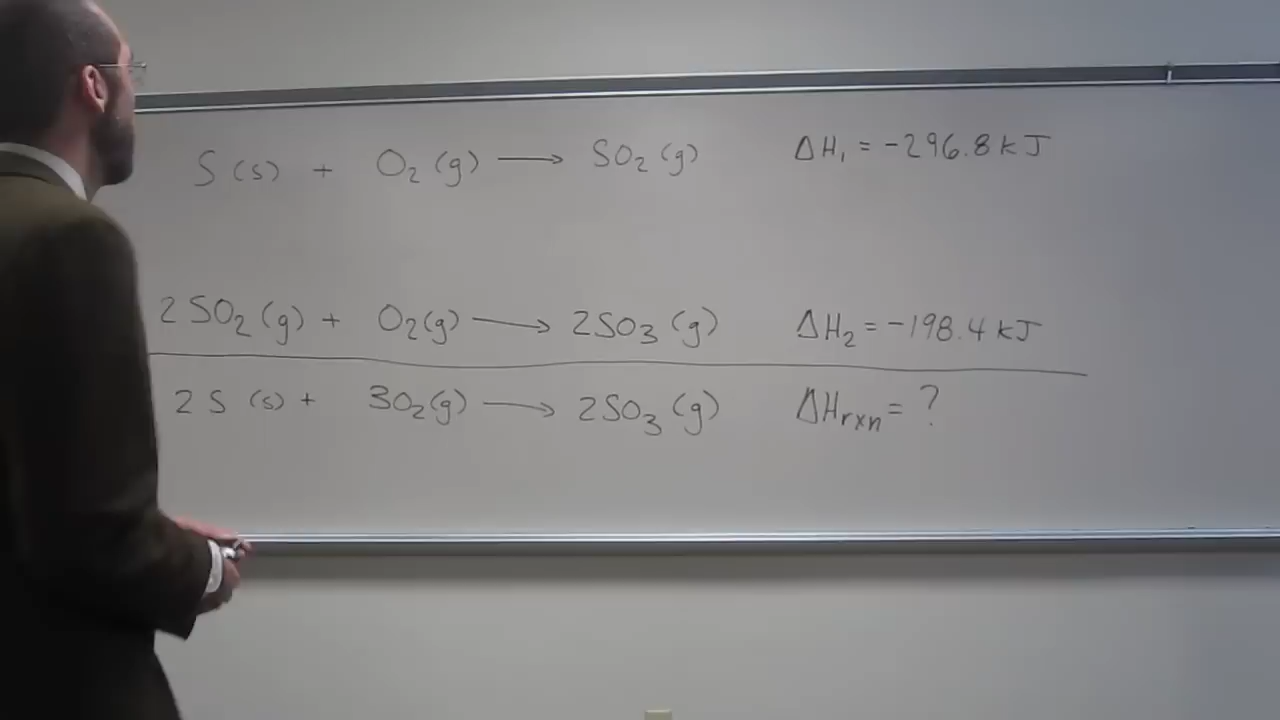 S (s) + O₂ (g) ⟶ SO₂ (g) ΔH₁ = -296.8 kJ
2 SO₂ (g) + O₂(g) ⟶ 2SO₃ (g) ΔH₂ = -198.4 kJ
2 S (s) + 3O₂(g) ⟶ 2SO₃ (g) ΔHrxn = ?